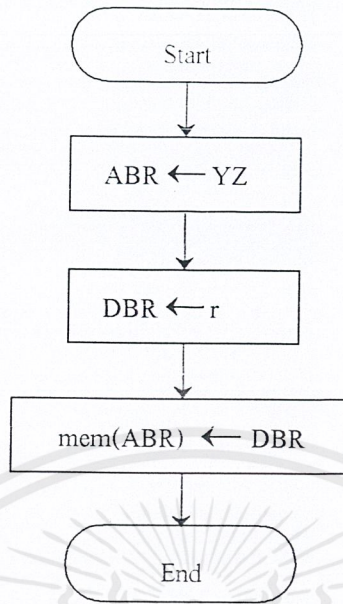 Start
ABR ← YZ
DBR ← r
mem(ABR) ← DBR
End